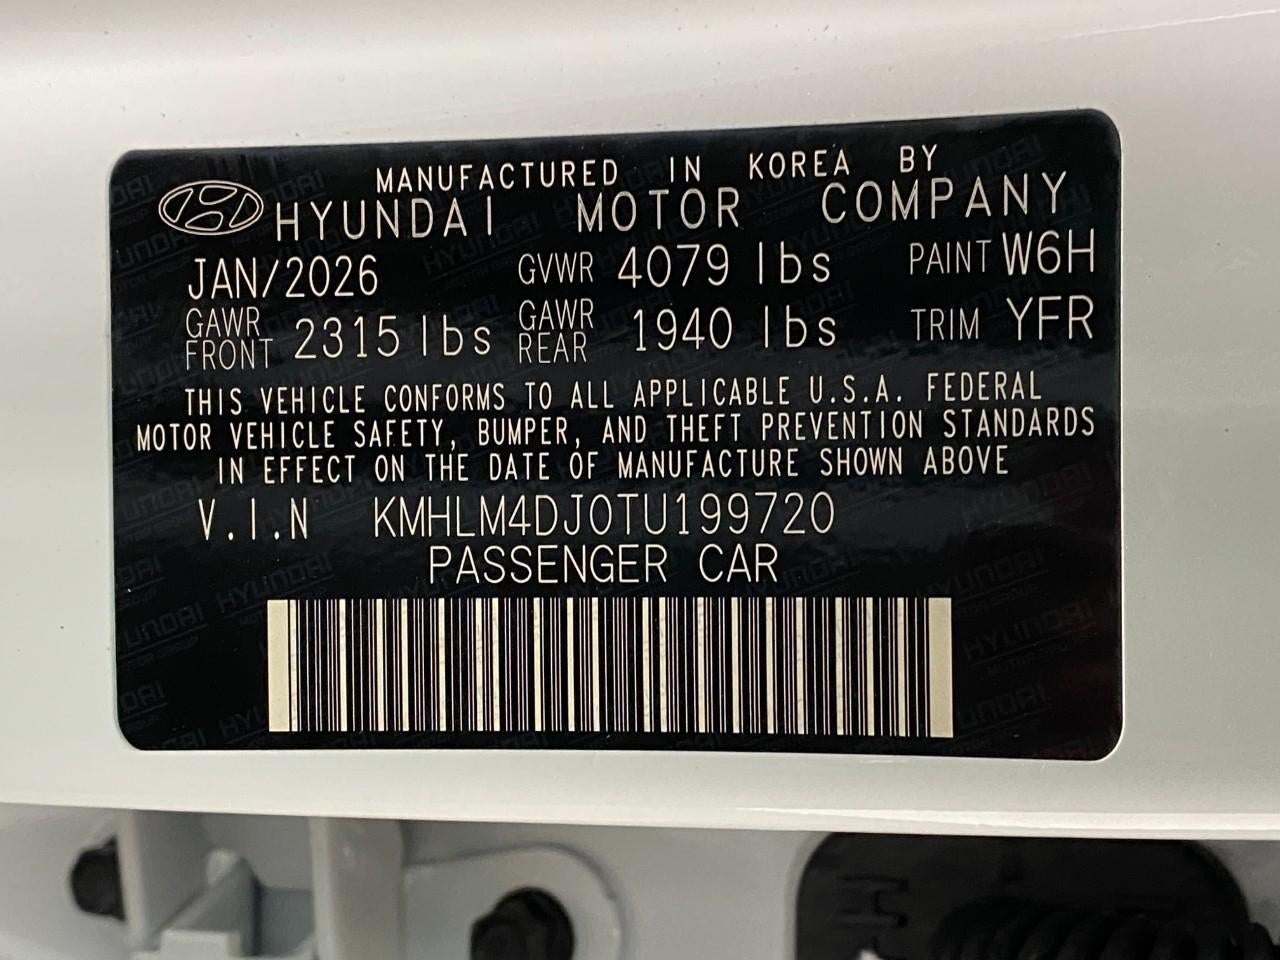 MANUFACTURED IN KOREA BY
HYUNDAI MOTOR COMPANY
JAN/2026 GVWR 4079 lbs PAINT W6H
GAWR FRONT 2315 lbs GAWR REAR 1940 lbs TRIM YFR
THIS VEHICLE CONFORMS TO ALL APPLICABLE U.S.A. FEDERAL
MOTOR VEHICLE SAFETY, BUMPER, AND THEFT PREVENTION STANDARDS
IN EFFECT ON THE DATE OF MANUFACTURE SHOWN ABOVE
V.I.N KMHLM4DJ0TU199720
PASSENGER CAR